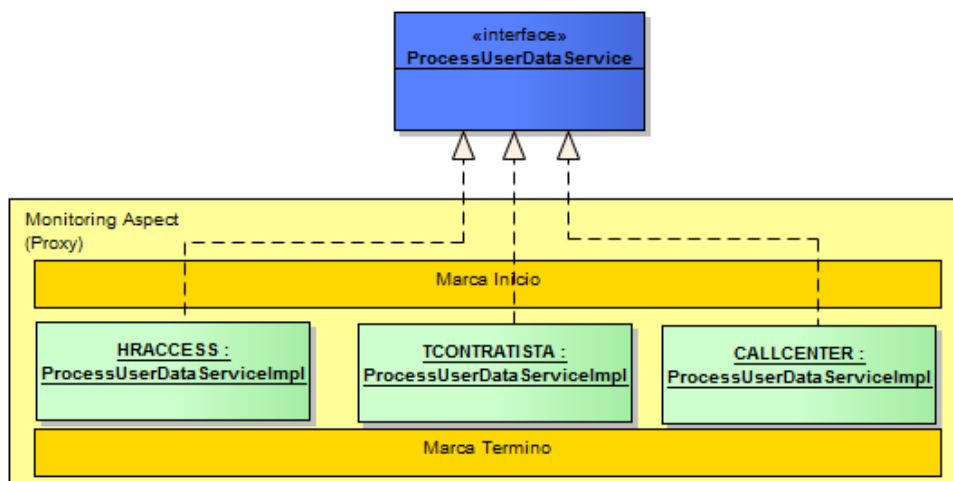 «interface»
ProcessUserDataService
Monitoring Aspect
(Proxy)
Marca Inicio
HRACCESS :
ProcessUserDataServiceImpl
TCONTRATISTA :
ProcessUserDataServiceImpl
CALLCENTER :
ProcessUserDataServiceImpl
Marca Termino